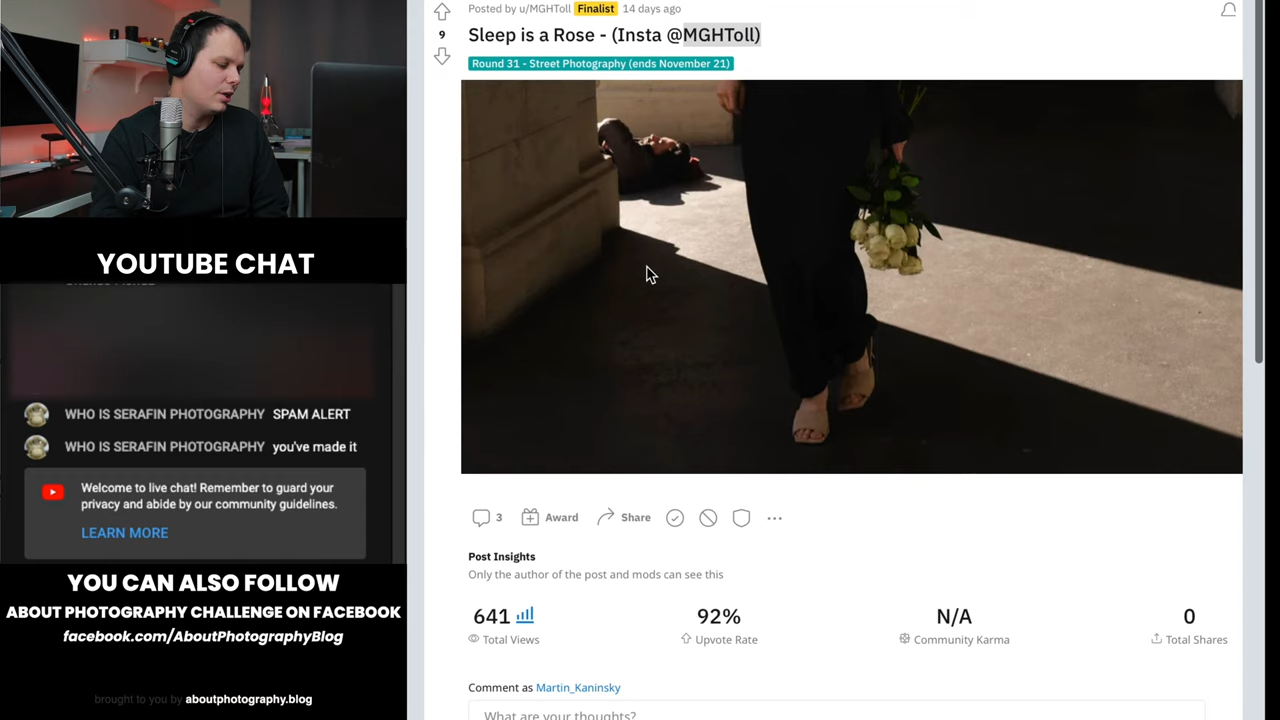 Posted by u/MGHToll Finalist 14 days ago
9
Sleep is a Rose - (Insta @MGHToll)
Round 31 - Street Photography (ends November 21)
YOUTUBE CHAT
WHO IS SERAFIN PHOTOGRAPHY SPAM ALERT
WHO IS SERAFIN PHOTOGRAPHY you've made it
Welcome to live chat! Remember to guard your
privacy and abide by our community guidelines.
LEARN MORE
YOU CAN ALSO FOLLOW
ABOUT PHOTOGRAPHY CHALLENGE ON FACEBOOK
facebook.com/AboutPhotographyBlog
brought to you by aboutphotography.blog
3 Award Share
Post Insights
Only the author of the post and mods can see this
641 92% N/A 0
Total Views Upvote Rate Community Karma Total Shares
Comment as Martin_Kaninsky
What are your thoughts?